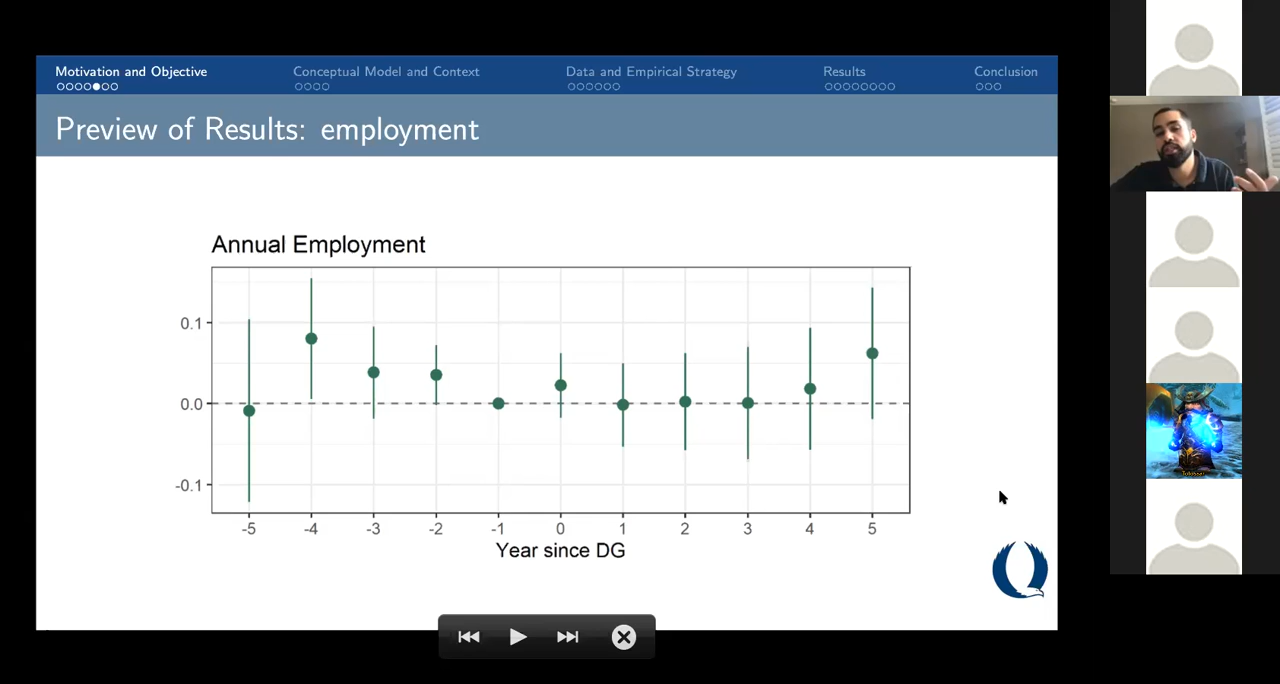 Motivation and Objective
Conceptual Model and Context
Data and Empirical Strategy
Results
Conclusion
Preview of Results: employment
Annual Employment
0.1
0.0
-0.1
-5 -4 -3 -2 -1 0 1 2 3 4 5
Year since DG